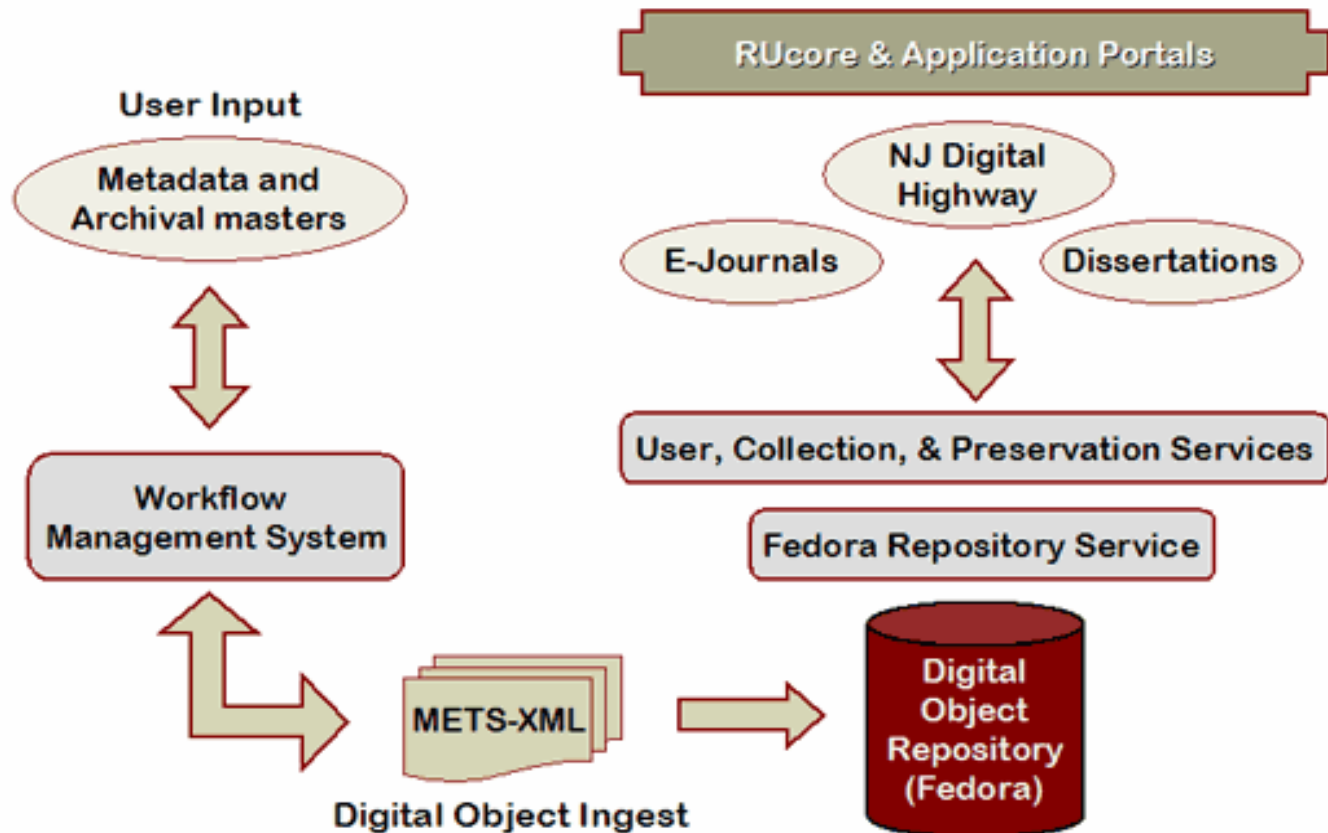 RUcore & Application Portals
User Input
Metadata and
Archival masters
NJ Digital
Highway
E-Journals
Dissertations
Workflow
Management System
User, Collection, & Preservation Services
Fedora Repository Service
METS-XML
Digital Object Ingest
Digital
Object
Repository
(Fedora)